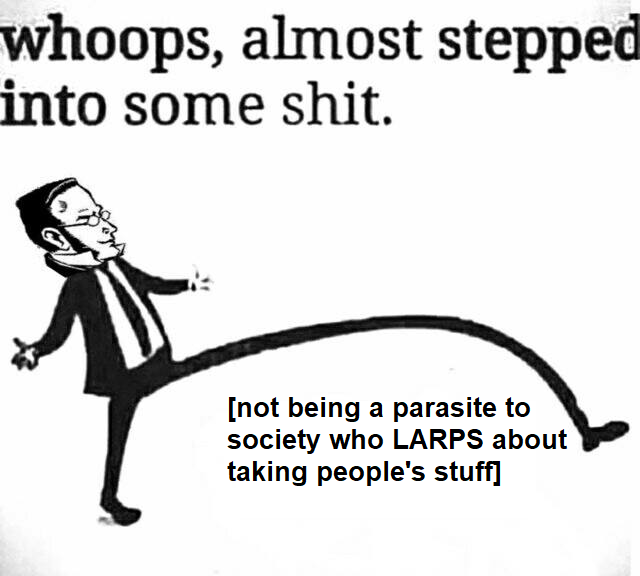 whoops, almost stepped
into some shit.
[not being a parasite to
society who LARPS about
taking people's stuff]